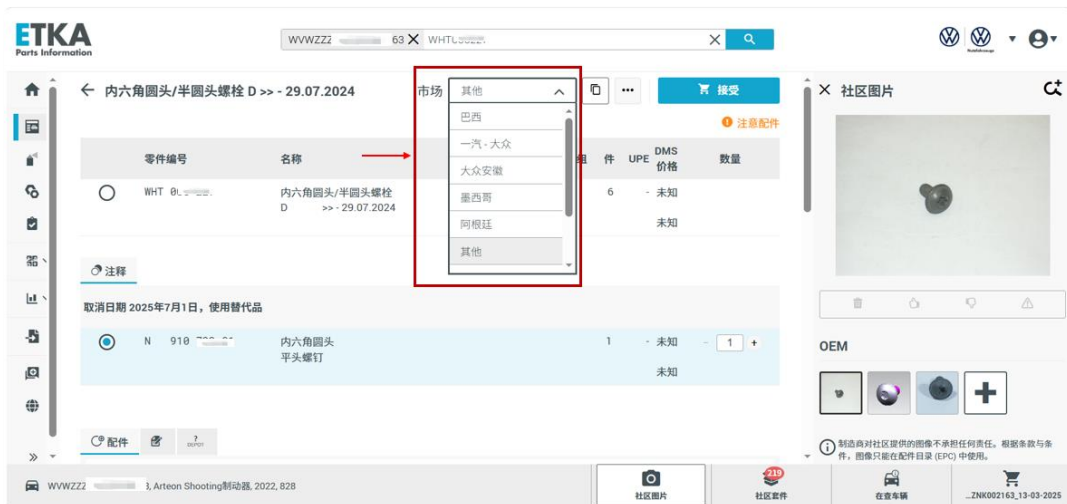 ETKA
Parts Information
WVWZZZ 63
WHT
内六角圆头/半圆头螺栓 D >> - 29.07.2024
市场
其他
接受
社区图片
注意配件
巴西
一汽 - 大众
大众安徽
墨西哥
阿根廷
其他
零件编号
名称
组
件
UPE
DMS
价格
数量
WHT
内六角圆头/半圆头螺栓
D >> - 29.07.2024
6
- 未知
未知
注释
取消日期 2025年7月1日，使用替代品
N 910
内六角圆头
平头螺钉
1
- 未知
- 1 +
未知
OEM
配件
?
DEPOT
制造商对社区提供的图像不承担任何责任。根据条款与条
件，图像只能在配件目录 (EPC) 中使用。
WVWZZZ 3, Arteon Shooting制动器, 2022, 828
社区图片
219
社区套件
在查车辆
_ZNK002163_13-03-2025